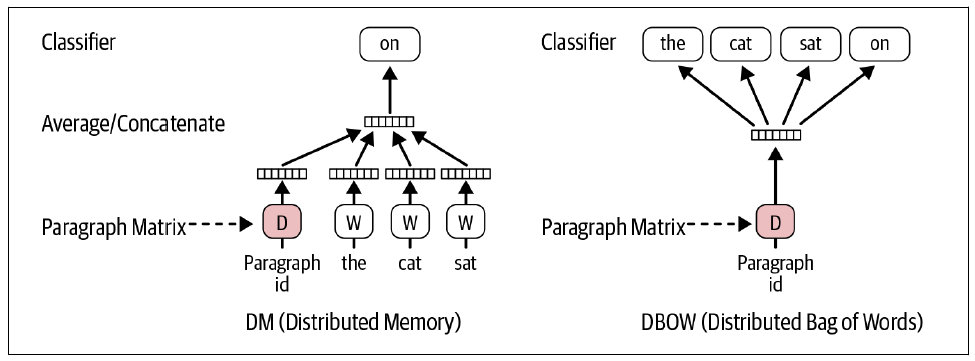 Classifier
on
Average/Concatenate
Paragraph Matrix
D
W
W
W
Paragraph
id
the
cat
sat
DM (Distributed Memory)
Classifier
the
cat
sat
on
Paragraph Matrix
D
Paragraph
id
DBOW (Distributed Bag of Words)